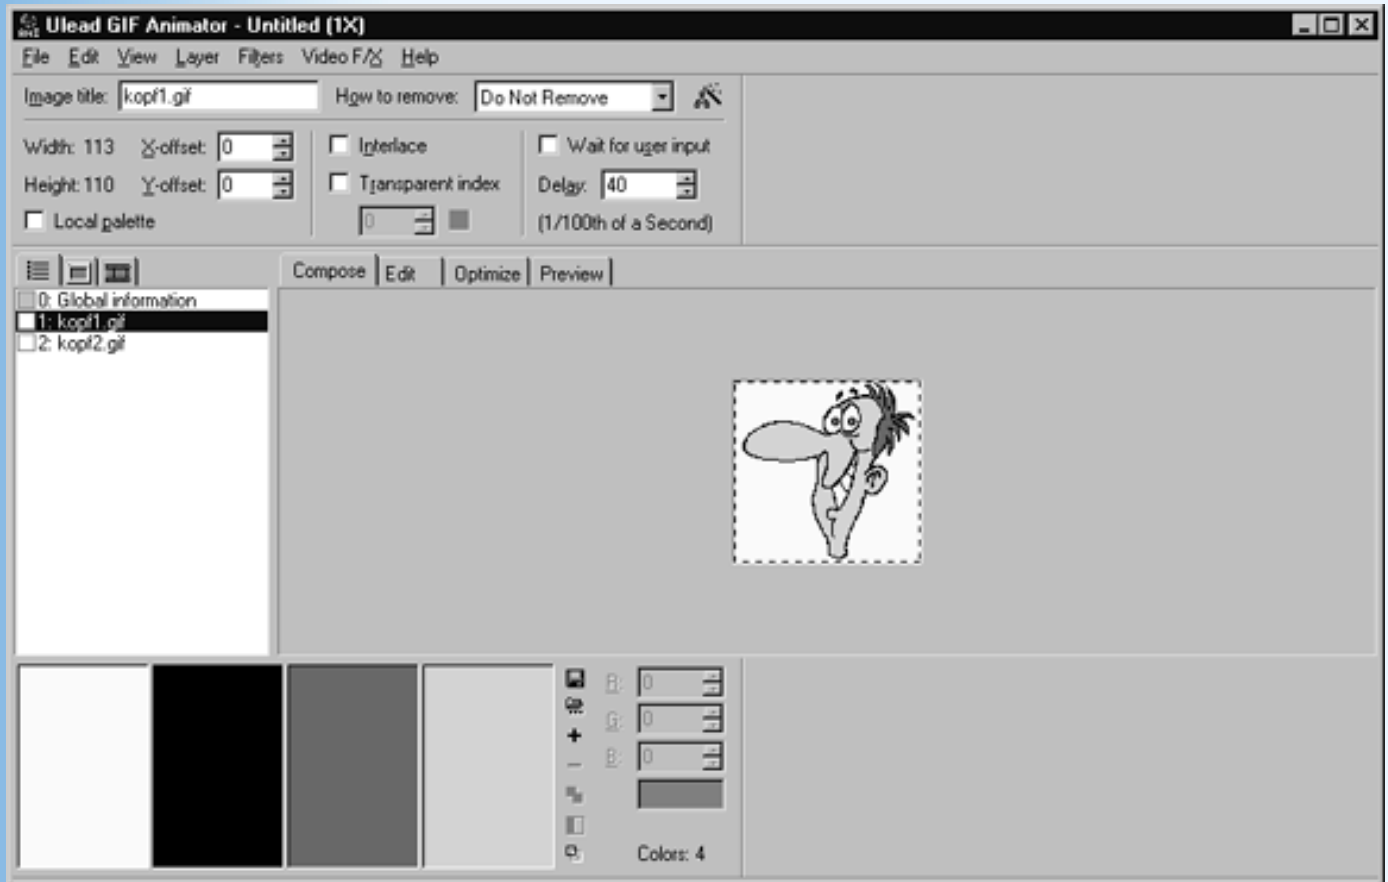 Ulead GIF Animator - Untitled (1X)
File Edit View Layer Filters Video F/X Help
Image title: kopf1.gif How to remove: Do Not Remove
Width: 113 X-offset: 0 Interlace Wait for user input
Height: 110 Y-offset: 0 Transparent index Delay: 40
Local palette 0 (1/100th of a Second)
Compose Edit Optimize Preview
0: Global information
1: kopf1.gif
2: kopf2.gif
R: 0
G: 0
B: 0
Colors: 4